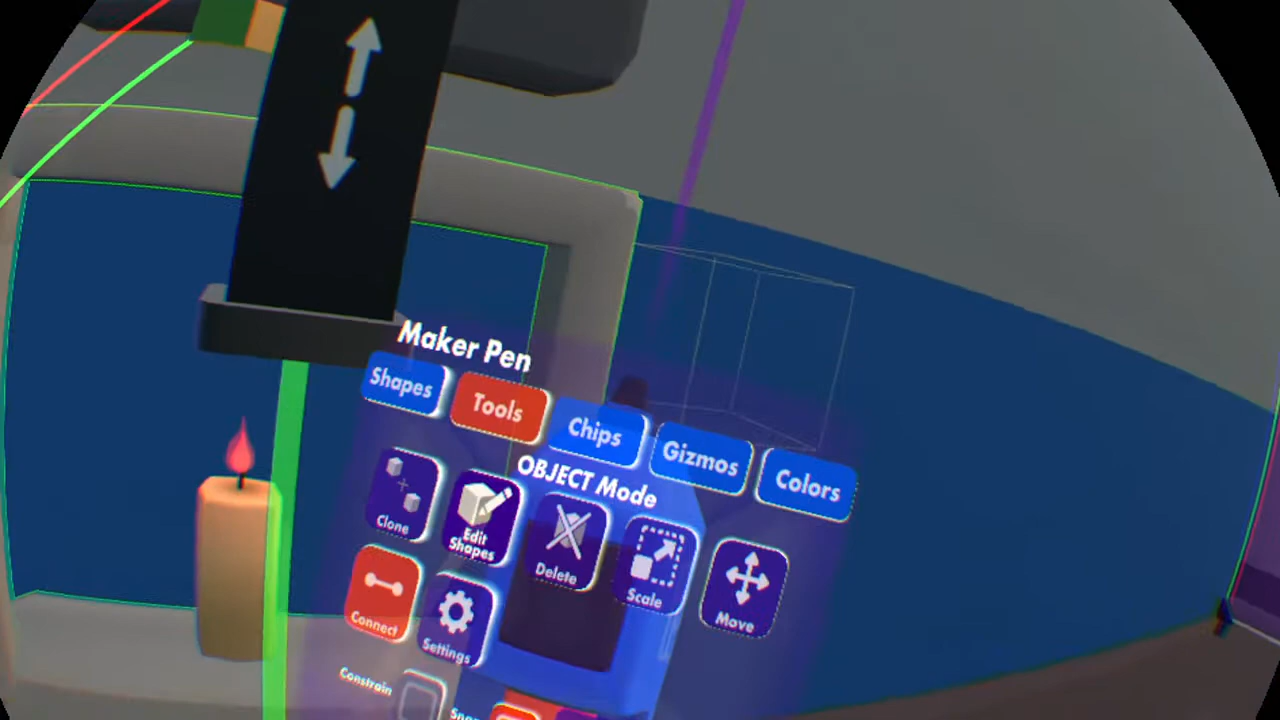 Maker Pen
Shapes
Tools
Chips
Gizmos
Colors
OBJECT Mode
Clone
Edit
Shapes
Delete
Scale
Move
Connect
Settings
Constrain